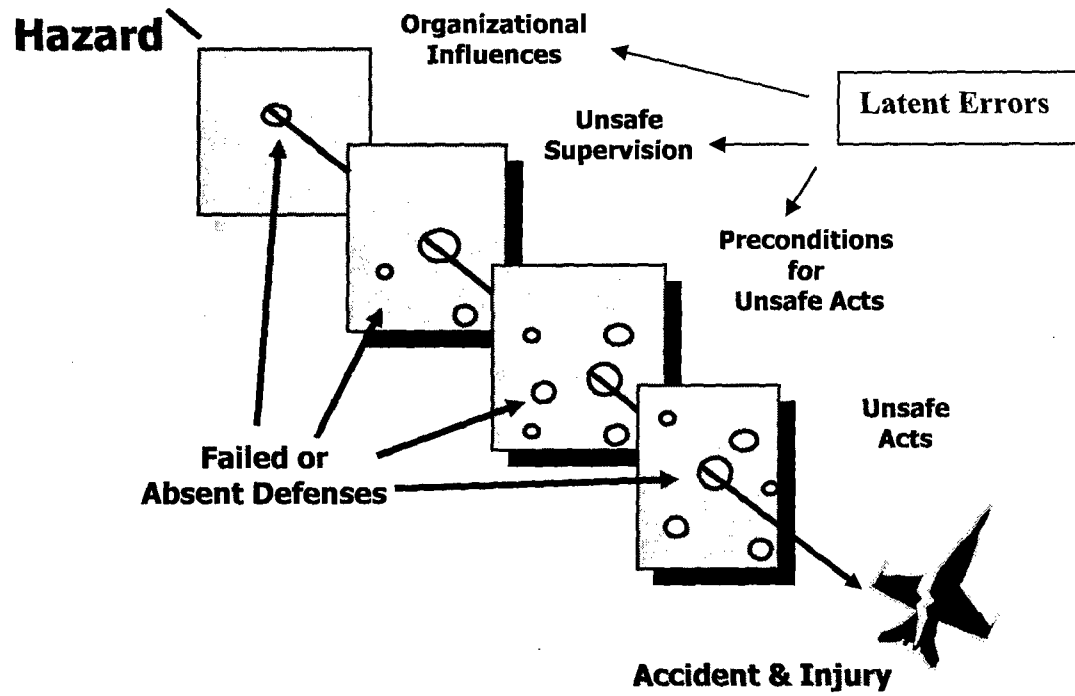 Hazard
Organizational
Influences
Latent Errors
Unsafe
Supervision
Preconditions
for
Unsafe Acts
Unsafe
Acts
Failed or
Absent Defenses
Accident & Injury